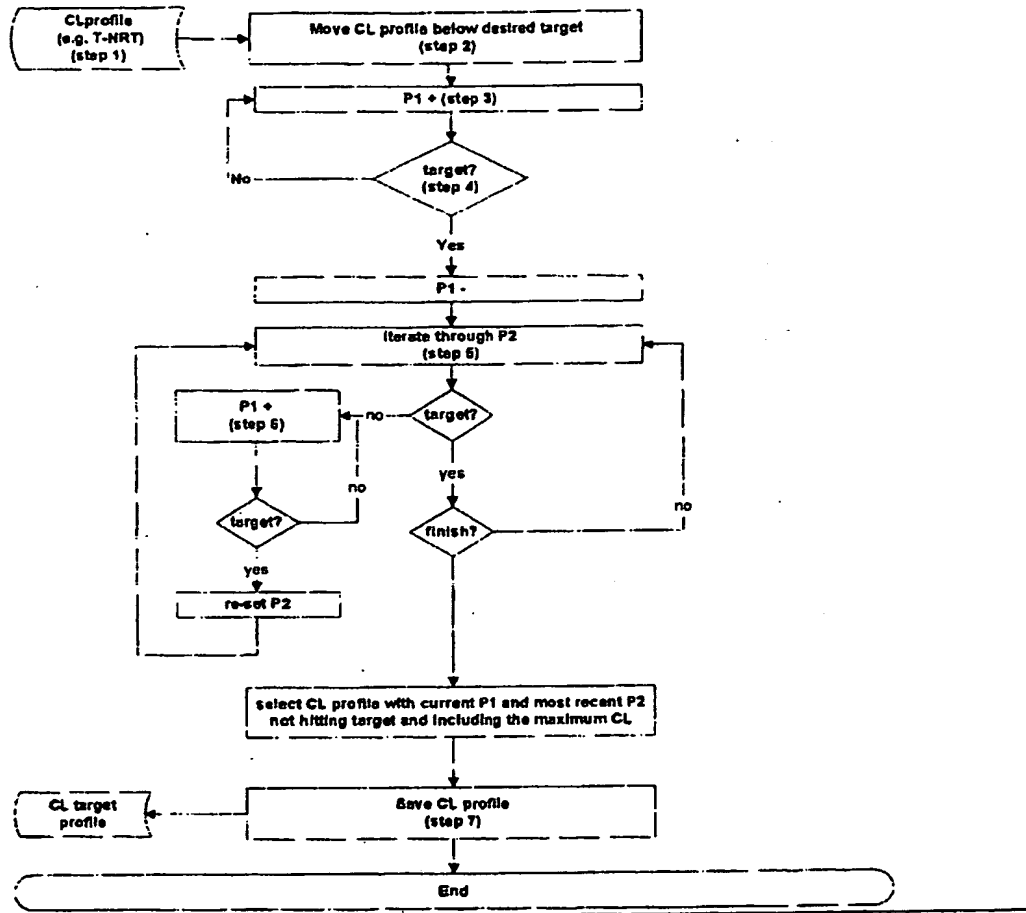 CLprofile
(e.g. T-NRT)
(step 1)
Move CL profile below desired target
(step 2)
P1 + (step 3)
target?
(step 4)
No
Yes
P1 -
Iterate through P2
(step 5)
P1 +
(step 6)
no
target?
no
yes
no
target?
finish?
yes
re-set P2
select CL profile with current P1 and most recent P2
not hitting target and including the maximum CL
CL target
profile
Save CL profile
(step 7)
End